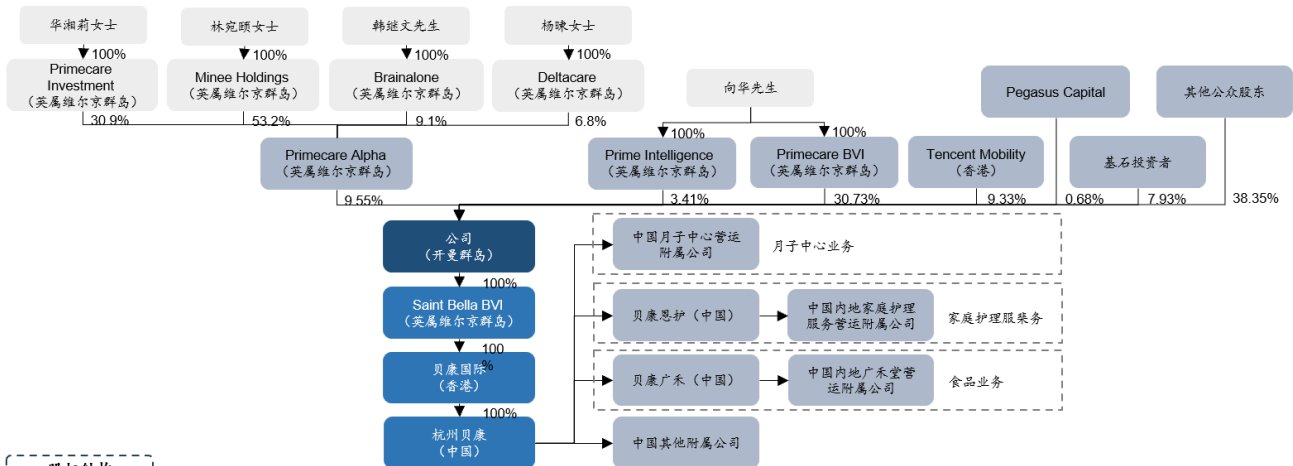 华湘莉女士
林宛颐女士
韩继文先生
杨暕女士
100%
100%
100%
100%
Primecare
Investment
(英属维尔京群岛)
Minee Holdings
(英属维尔京群岛)
Brainalone
(英属维尔京群岛)
Deltacare
(英属维尔京群岛)
向华先生
Pegasus Capital
其他公众股东
30.9%
53.2%
9.1%
6.8%
100%
100%
Primecare Alpha
(英属维尔京群岛)
Prime Intelligence
(英属维尔京群岛)
Primecare BVI
(英属维尔京群岛)
Tencent Mobility
(香港)
基石投资者
9.55%
3.41%
30.73%
9.33%
0.68%
7.93%
38.35%
公司
(开曼群岛)
中国月子中心营运
附属公司
月子中心业务
100%
Saint Bella BVI
(英属维尔京群岛)
贝康恩护(中国)
中国内地家庭护理
服务营运附属公司
家庭护理服柴务
100
%
贝康国际
(香港)
贝康广禾(中国)
中国内地广禾堂营
运附属公司
食品业务
100%
杭州贝康
(中国)
中国其他附属公司